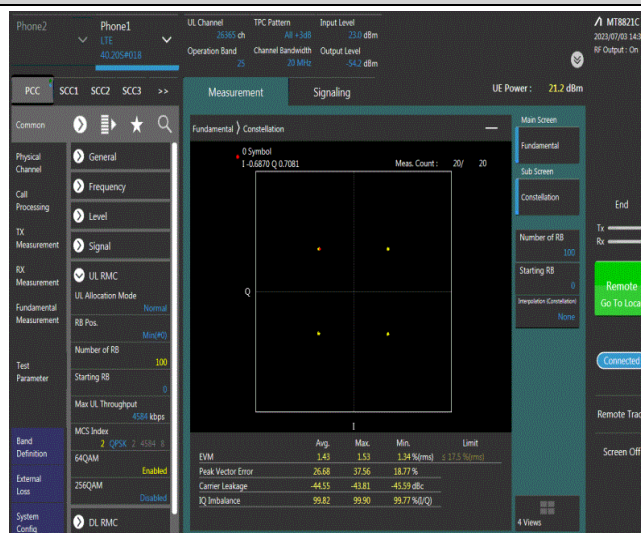 Phone2
Phone1
LTE
40.20S#018
UL Channel
26365 ch
TPC Pattern
All +3dB
Input Level
23.0 dBm
Operation Band
25
Channel Bandwidth
20 MHz
Output Level
-54.2 dBm
MT8821C
2023/07/03 14:3
RF Output : On
PCC
SCC1
SCC2
SCC3
>>
Measurement
Signaling
UE Power :
21.2 dBm
Common
Physical
Channel
Call
Processing
TX
Measurement
RX
Measurement
Fundamental
Measurement
Test
Parameter
Band
Definition
External
Loss
System
Config
General
Frequency
Level
Signal
UL RMC
UL Allocation Mode
Normal
RB Pos.
Min(#0)
Number of RB
100
Starting RB
0
Max UL Throughput
4584 kbps
MCS Index
2 QPSK 2 4584 8
64QAM
Enabled
256QAM
Disabled
DL RMC
Fundamental 〉 Constellation
0 Symbol
I -0.6870 Q 0.7081
Meas. Count : 20/ 20
Q
I
Avg. Max. Min. Limit
EVM 1.43 1.53 1.34 %(rms) ≤ 17.5 %(rms)
Peak Vector Error 26.68 37.56 18.77 %
Carrier Leakage -44.55 -43.81 -45.59 dBc
IQ Imbalance 99.82 99.90 99.77 %(I/Q)
Main Screen
Fundamental
Sub Screen
Constellation
Number of RB
100
Starting RB
0
Interpolation (Constellation)
None
4 Views
End
Tx
Rx
Remote
Go To Loca
Connected
Remote Trac
Screen Off